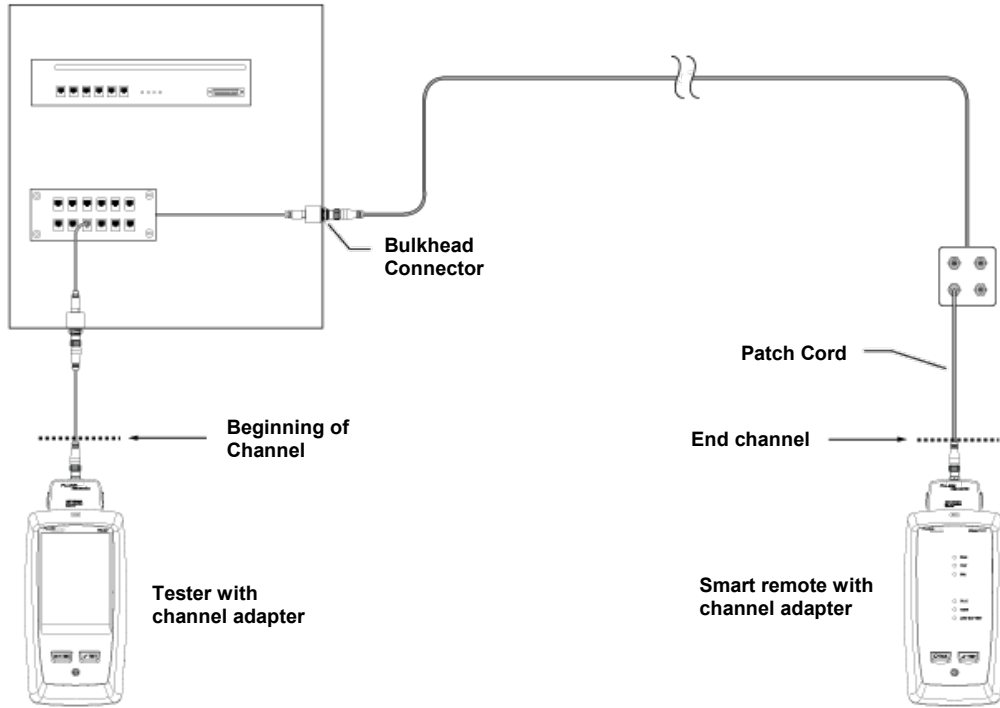 Bulkhead
Connector
Patch Cord
Beginning of
Channel
End channel
Tester with
channel adapter
Smart remote with
channel adapter